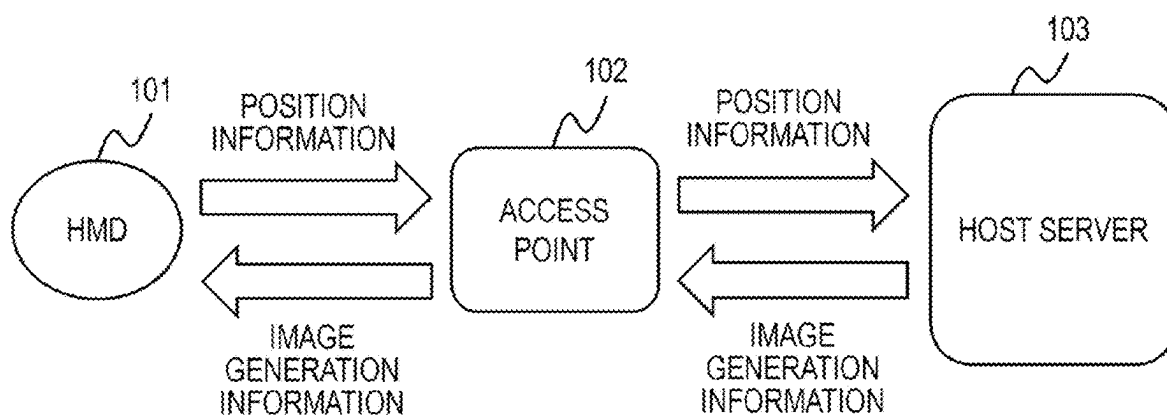 103
102
101
POSITION
INFORMATION
POSITION
INFORMATION
HMD
ACCESS
POINT
HOST SERVER
IMAGE
GENERATION
INFORMATION
IMAGE
GENERATION
INFORMATION